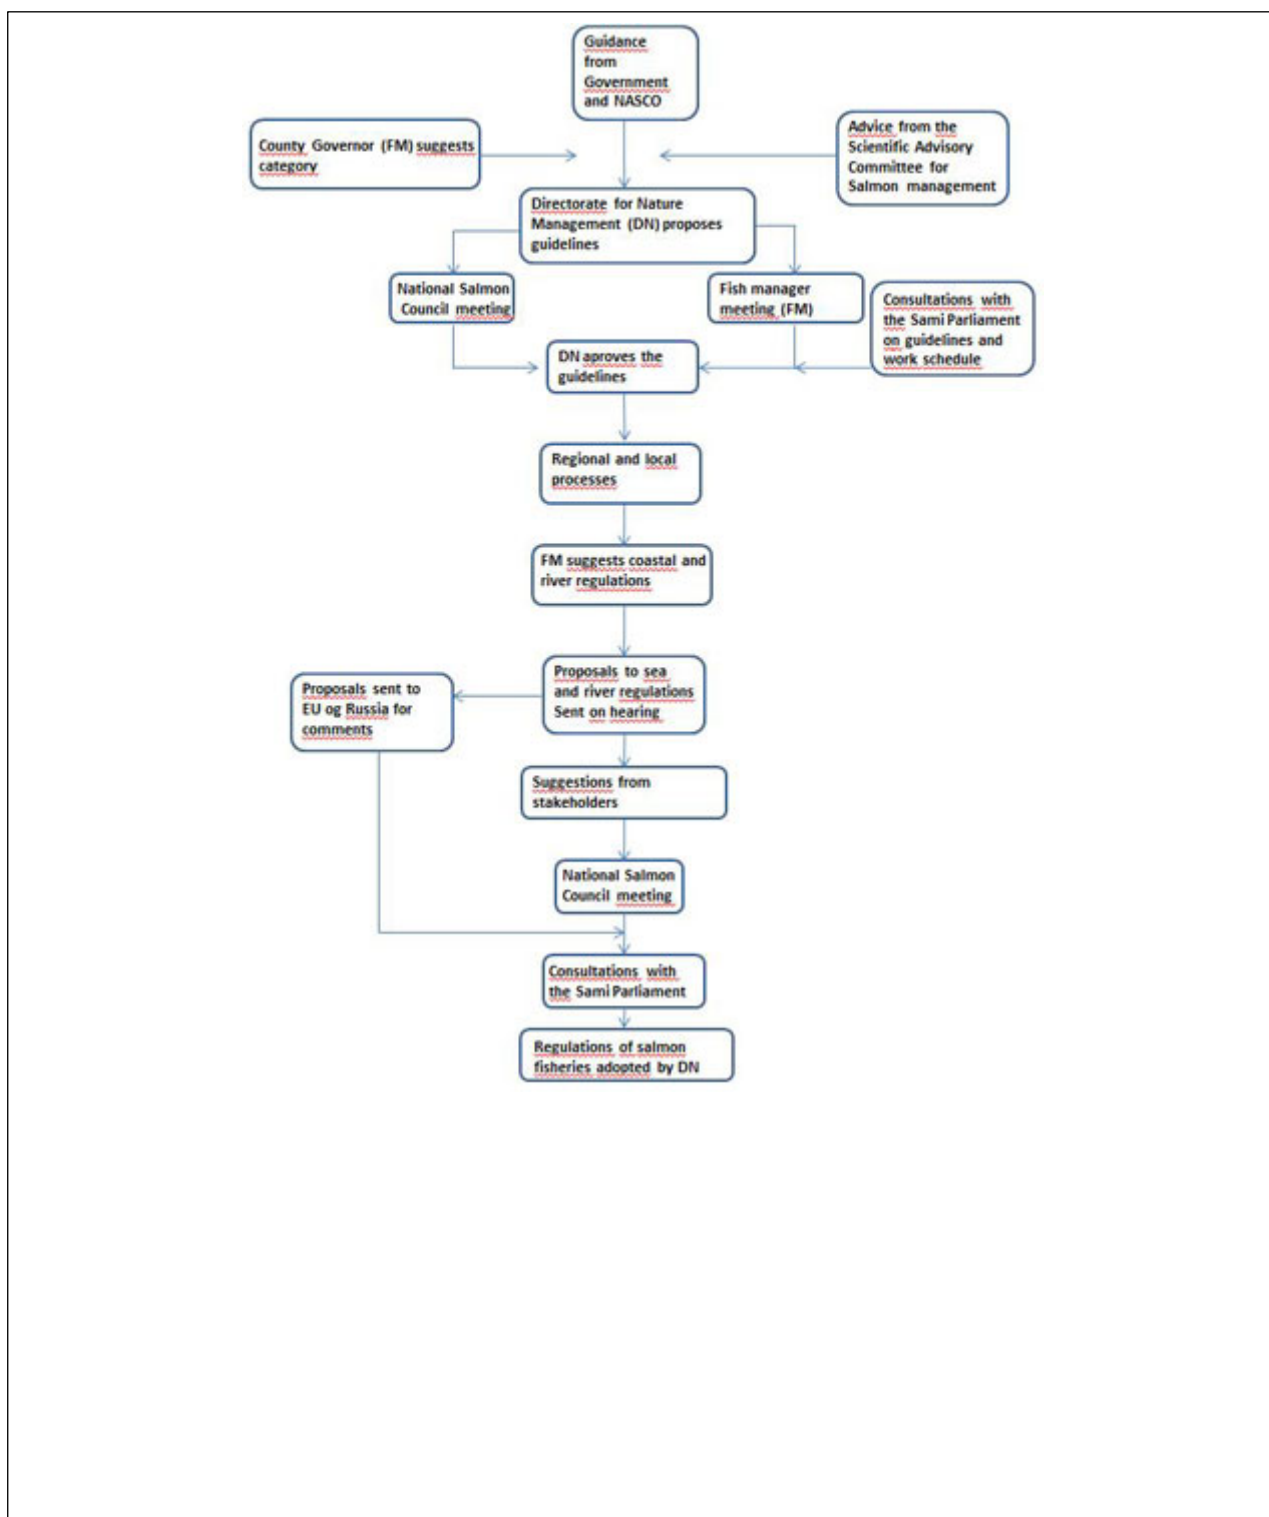 Guidance
from
Government
and NASCO
County Governor (FM) suggests
category
Advice from the
Scientific Advisory
Committee for
Salmon management
Directorate for Nature
Management (DN) proposes
guidelines
National Salmon
Council meeting
Fish manager
meeting (FM)
Consultations with
the Sami Parliament
on guidelines and
work schedule
DN aproves the
guidelines
Regional and local
processes
FM suggests coastal and
river regulations
Proposals to sea
and river regulations
Sent on hearing
Proposals sent to
EU og Russia for
comments
Suggestions from
stakeholders
National Salmon
Council meeting
Consultations with
the Sami Parliament
Regulations of salmon
fisheries adopted by DN